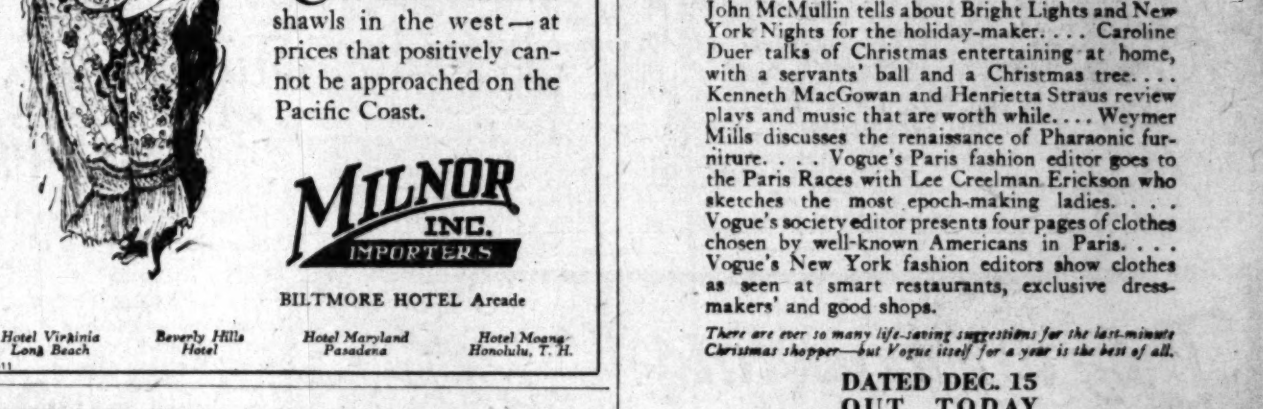 shawls in the west—at
prices that positively can-
not be approached on the
Pacific Coast.
MILNOR
INC.
IMPORTERS
BILTMORE HOTEL Arcade
Hotel Virginia
Long Beach
Beverly Hills
Hotel
Hotel Maryland
Pasadena
Hotel Moana
Honolulu, T. H.
11
John McMullin tells about Bright Lights and New
York Nights for the holiday-maker. . . . Caroline
Duer talks of Christmas entertaining at home,
with a servants' ball and a Christmas tree. . . .
Kenneth MacGowan and Henrietta Straus review
plays and music that are worth while. . . . Weymer
Mills discusses the renaissance of Pharaonic fur-
niture. . . . Vogue's Paris fashion editor goes to
the Paris Races with Lee Creelman Erickson who
sketches the most epoch-making ladies. . . .
Vogue's society editor presents four pages of clothes
chosen by well-known Americans in Paris. . . .
Vogue's New York fashion editors show clothes
as seen at smart restaurants, exclusive dress-
makers' and good shops.
There are ever so many life-saving suggestions for the last-minute
Christmas shopper—but Vogue itself for a year is the best of all.
DATED DEC. 15
OUT TODAY